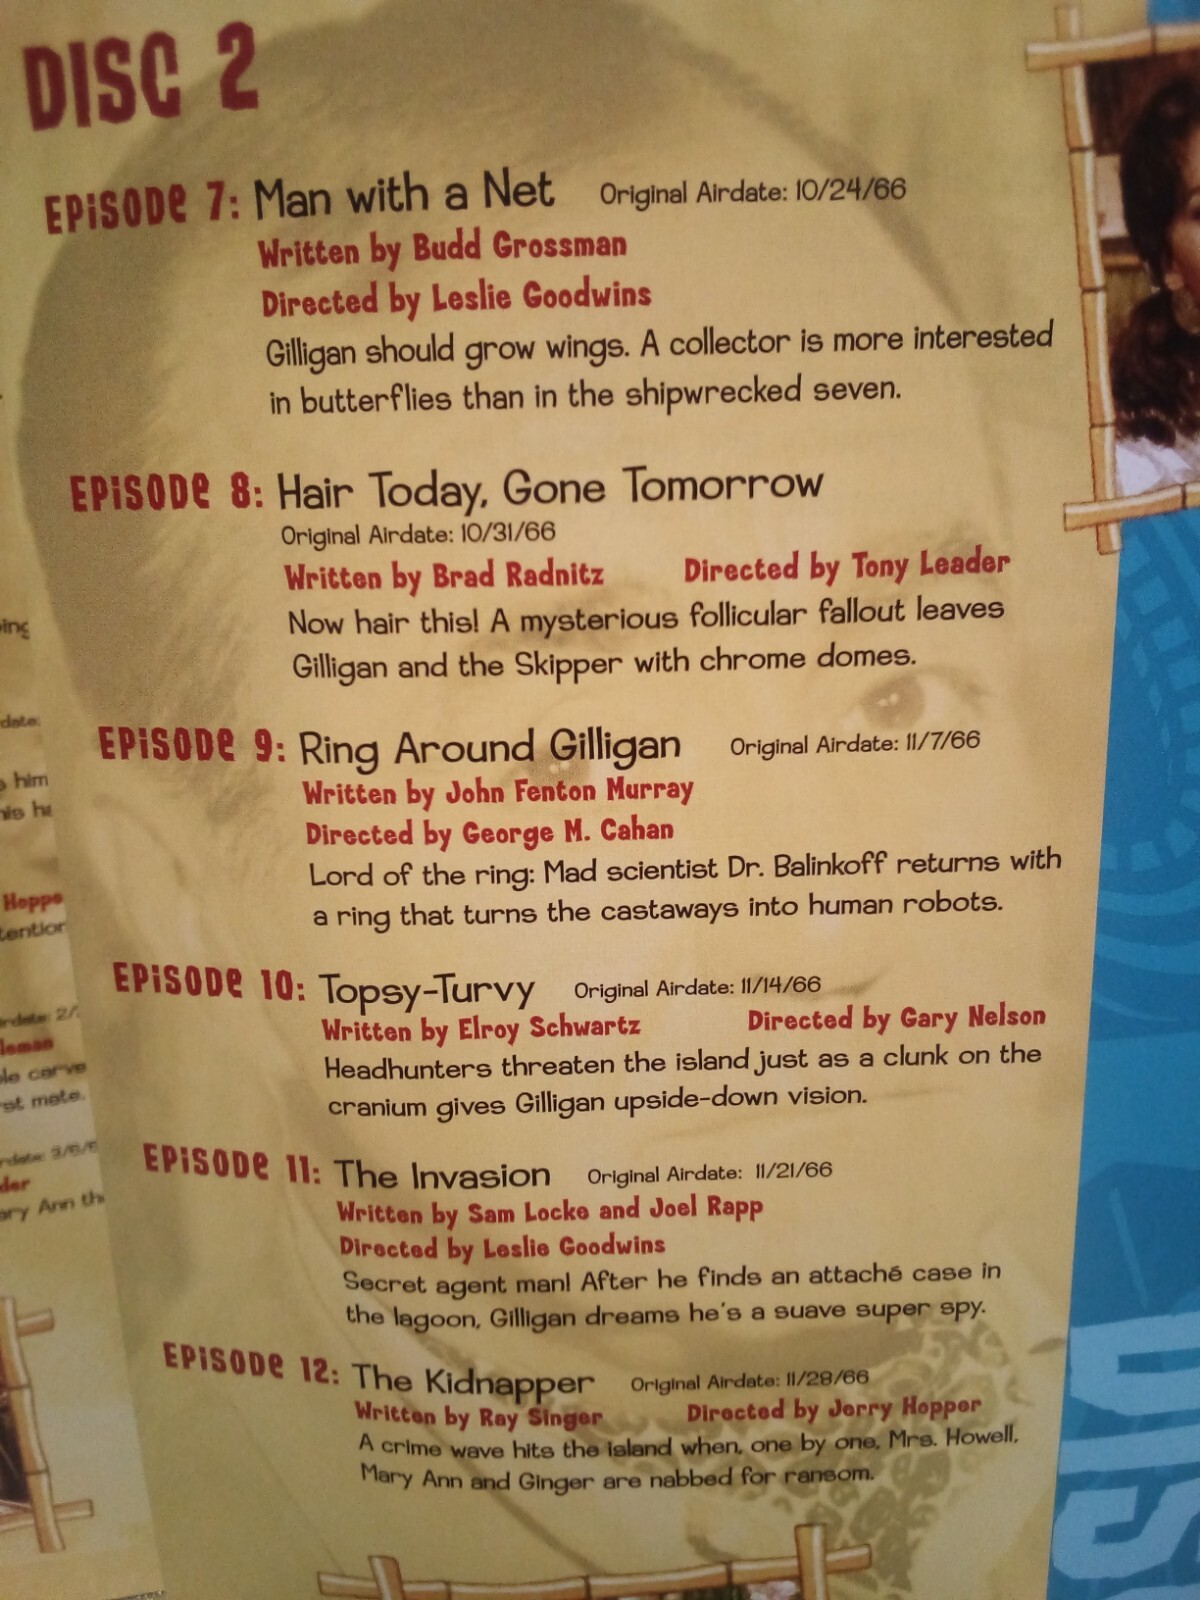 DISC 2
EPISODE 7: Man with a Net Original Airdate: 10/24/66
Written by Budd Grossman
Directed by Leslie Goodwins
Gilligan should grow wings. A collector is more interested
in butterflies than in the shipwrecked seven.
EPISODE 8: Hair Today, Gone Tomorrow
Original Airdate: 10/31/66
Written by Brad Radnitz Directed by Tony Leader
Now hair this! A mysterious follicular fallout leaves
Gilligan and the Skipper with chrome domes.
EPISODE 9: Ring Around Gilligan Original Airdate: 11/7/66
Written by John Fenton Murray
Directed by George M. Cahan
Lord of the ring: Mad scientist Dr. Balinkoff returns with
a ring that turns the castaways into human robots.
EPISODE 10: Topsy-Turvy Original Airdate: 11/14/66
Written by Elroy Schwartz Directed by Gary Nelson
Headhunters threaten the island just as a clunk on the
cranium gives Gilligan upside-down vision.
EPISODE 11: The Invasion Original Airdate: 11/21/66
Written by Sam Locke and Joel Rapp
Directed by Leslie Goodwins
Secret agent man! After he finds an attaché case in
the lagoon, Gilligan dreams he's a suave super spy.
EPISODE 12: The Kidnapper Original Airdate: 11/28/66
Written by Ray Singer Directed by Jerry Hopper
A crime wave hits the island when, one by one, Mrs. Howell,
Mary Ann and Ginger are nabbed for ransom.
him
carve
st mate.
ary Ann